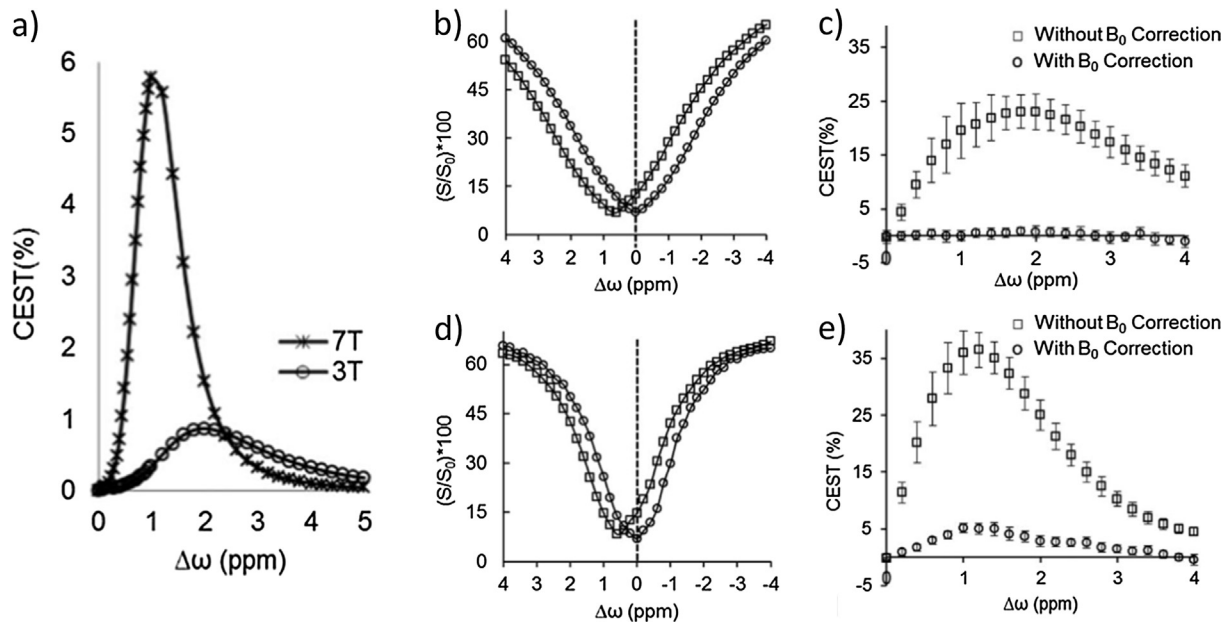 a)
6
5
4
3
2
1
0
CEST(%)
7T
3T
0 1 2 3 4 5
Δω (ppm)
b)
60
45
30
15
0
(S/S₀)*100
4 3 2 1 0 -1 -2 -3 -4
Δω (ppm)
c)
Without B₀ Correction
With B₀ Correction
35
25
15
5
-5
CEST(%)
0 1 2 3 4
Δω (ppm)
d)
60
45
30
15
0
(S/S₀)*100
4 3 2 1 0 -1 -2 -3 -4
Δω (ppm)
e)
Without B₀ Correction
With B₀ Correction
35
25
15
5
-5
CEST (%)
0 1 2 3 4
Δω (ppm)